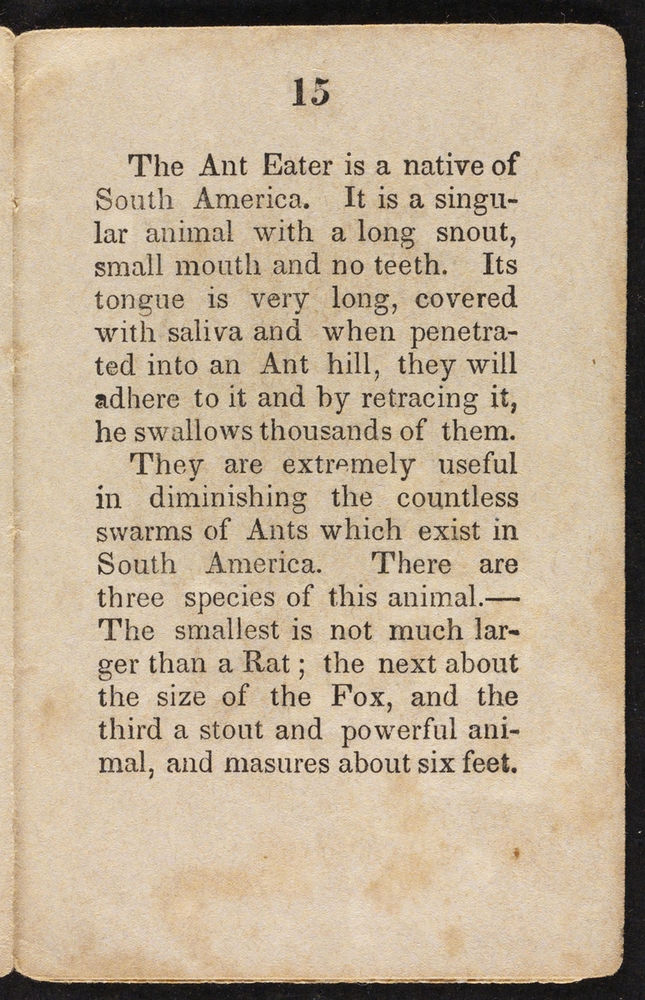 15
The Ant Eater is a native of
South America. It is a singu-
lar animal with a long snout,
small mouth and no teeth. Its
tongue is very long, covered
with saliva and when penetra-
ted into an Ant hill, they will
adhere to it and by retracing it,
he swallows thousands of them.
They are extremely useful
in diminishing the countless
swarms of Ants which exist in
South America. There are
three species of this animal.—
The smallest is not much lar-
ger than a Rat ; the next about
the size of the Fox, and the
third a stout and powerful ani-
mal, and masures about six feet.